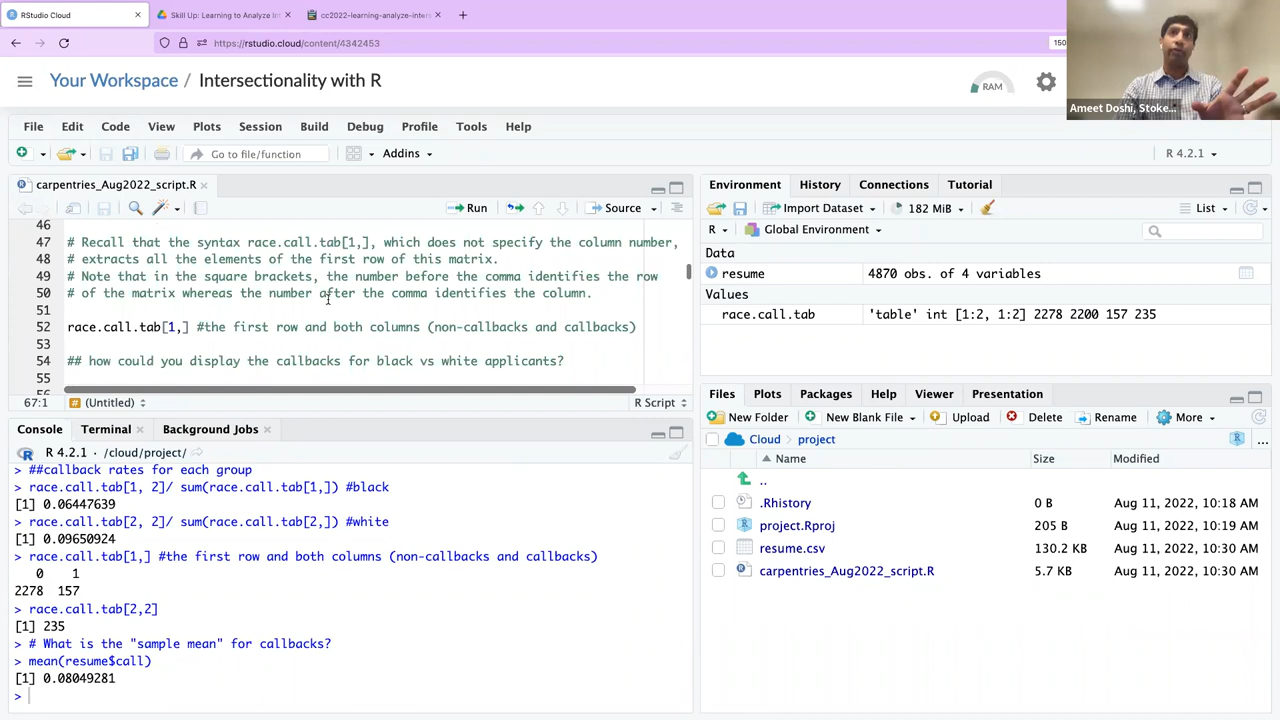 RStudio Cloud
Skill Up: Learning to Analyze In
cc2022-learning-analyze-inter
https://rstudio.cloud/content/4342453
150
Your Workspace Intersectionality with R
RAM
Ameet Doshi, Stoke...
File Edit Code View Plots Session Build Debug Profile Tools Help
Go to file/function
Addins
R 4.2.1
carpentries_Aug2022_script.R
Run
Source
46
47 # Recall that the syntax race.call.tab[1,], which does not specify the column number,
48 # extracts all the elements of the first row of this matrix.
49 # Note that in the square brackets, the number before the comma identifies the row
50 # of the matrix whereas the number after the comma identifies the column.
51
52 race.call.tab[1,] #the first row and both columns (non-callbacks and callbacks)
53
54 ## how could you display the callbacks for black vs white applicants?
55
67:1 # (Untitled) R Script
Console Terminal Background Jobs
R 4.2.1 · /cloud/project/
> ##callback rates for each group
> race.call.tab[1, 2]/ sum(race.call.tab[1,]) #black
[1] 0.06447639
> race.call.tab[2, 2]/ sum(race.call.tab[2,]) #white
[1] 0.09650924
> race.call.tab[1,] #the first row and both columns (non-callbacks and callbacks)
0 1
2278 157
> race.call.tab[2,2]
[1] 235
> # What is the "sample mean" for callbacks?
> mean(resume$call)
[1] 0.08049281
>
Environment History Connections Tutorial
Import Dataset 182 MiB List
R Global Environment
Data
resume 4870 obs. of 4 variables
Values
race.call.tab 'table' int [1:2, 1:2] 2278 2200 157 235
Files Plots Packages Help Viewer Presentation
New Folder New Blank File Upload Delete Rename More
Cloud project
...
Name Size Modified
..
.Rhistory 0 B Aug 11, 2022, 10:18 AM
project.Rproj 205 B Aug 11, 2022, 10:19 AM
resume.csv 130.2 KB Aug 11, 2022, 10:30 AM
carpentries_Aug2022_script.R 5.7 KB Aug 11, 2022, 10:30 AM